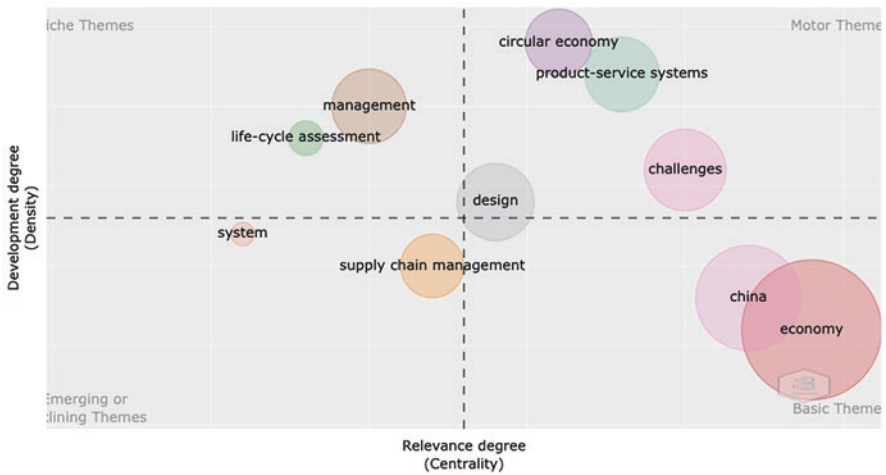 iche Themes
Motor Theme
circular economy
product-service systems
management
life-cycle assessment
challenges
design
system
supply chain management
china
economy
Emerging or
clining Themes
Basic Theme
Development degree
(Density)
Relevance degree
(Centrality)